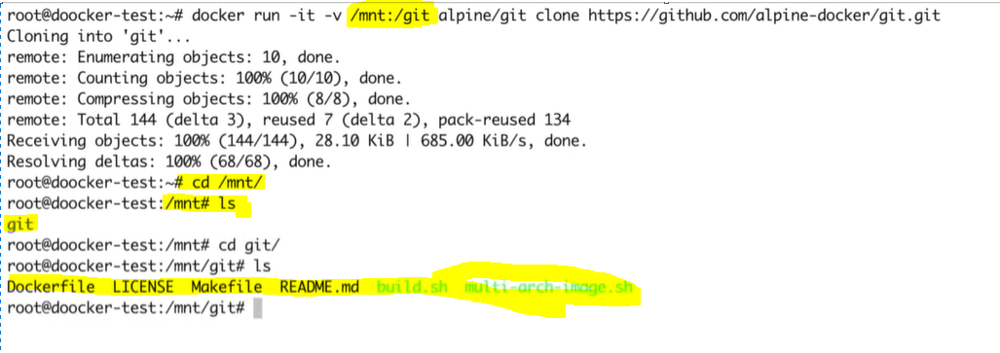 root@doocker-test:~# docker run -it -v /mnt:/git alpine/git clone https://github.com/alpine-docker/git.git
Cloning into 'git'...
remote: Enumerating objects: 10, done.
remote: Counting objects: 100% (10/10), done.
remote: Compressing objects: 100% (8/8), done.
remote: Total 144 (delta 3), reused 7 (delta 2), pack-reused 134
Receiving objects: 100% (144/144), 28.10 KiB | 685.00 KiB/s, done.
Resolving deltas: 100% (68/68), done.
root@doocker-test:~# cd /mnt/
root@doocker-test:/mnt# ls
git
root@doocker-test:/mnt# cd git/
root@doocker-test:/mnt/git# ls
Dockerfile LICENSE Makefile README.md build.sh multi-arch-image.sh
root@doocker-test:/mnt/git#